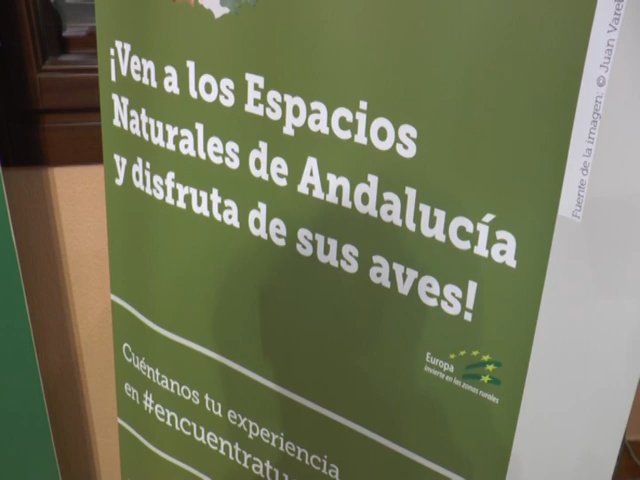 ¡Ven a los Espacios
Naturales de Andalucía
y disfruta de sus aves!
Europa
invierte en las zonas rurales
Cuéntanos tu experiencia
en #encuentratu
Fuente de la imagen: © Juan Varel